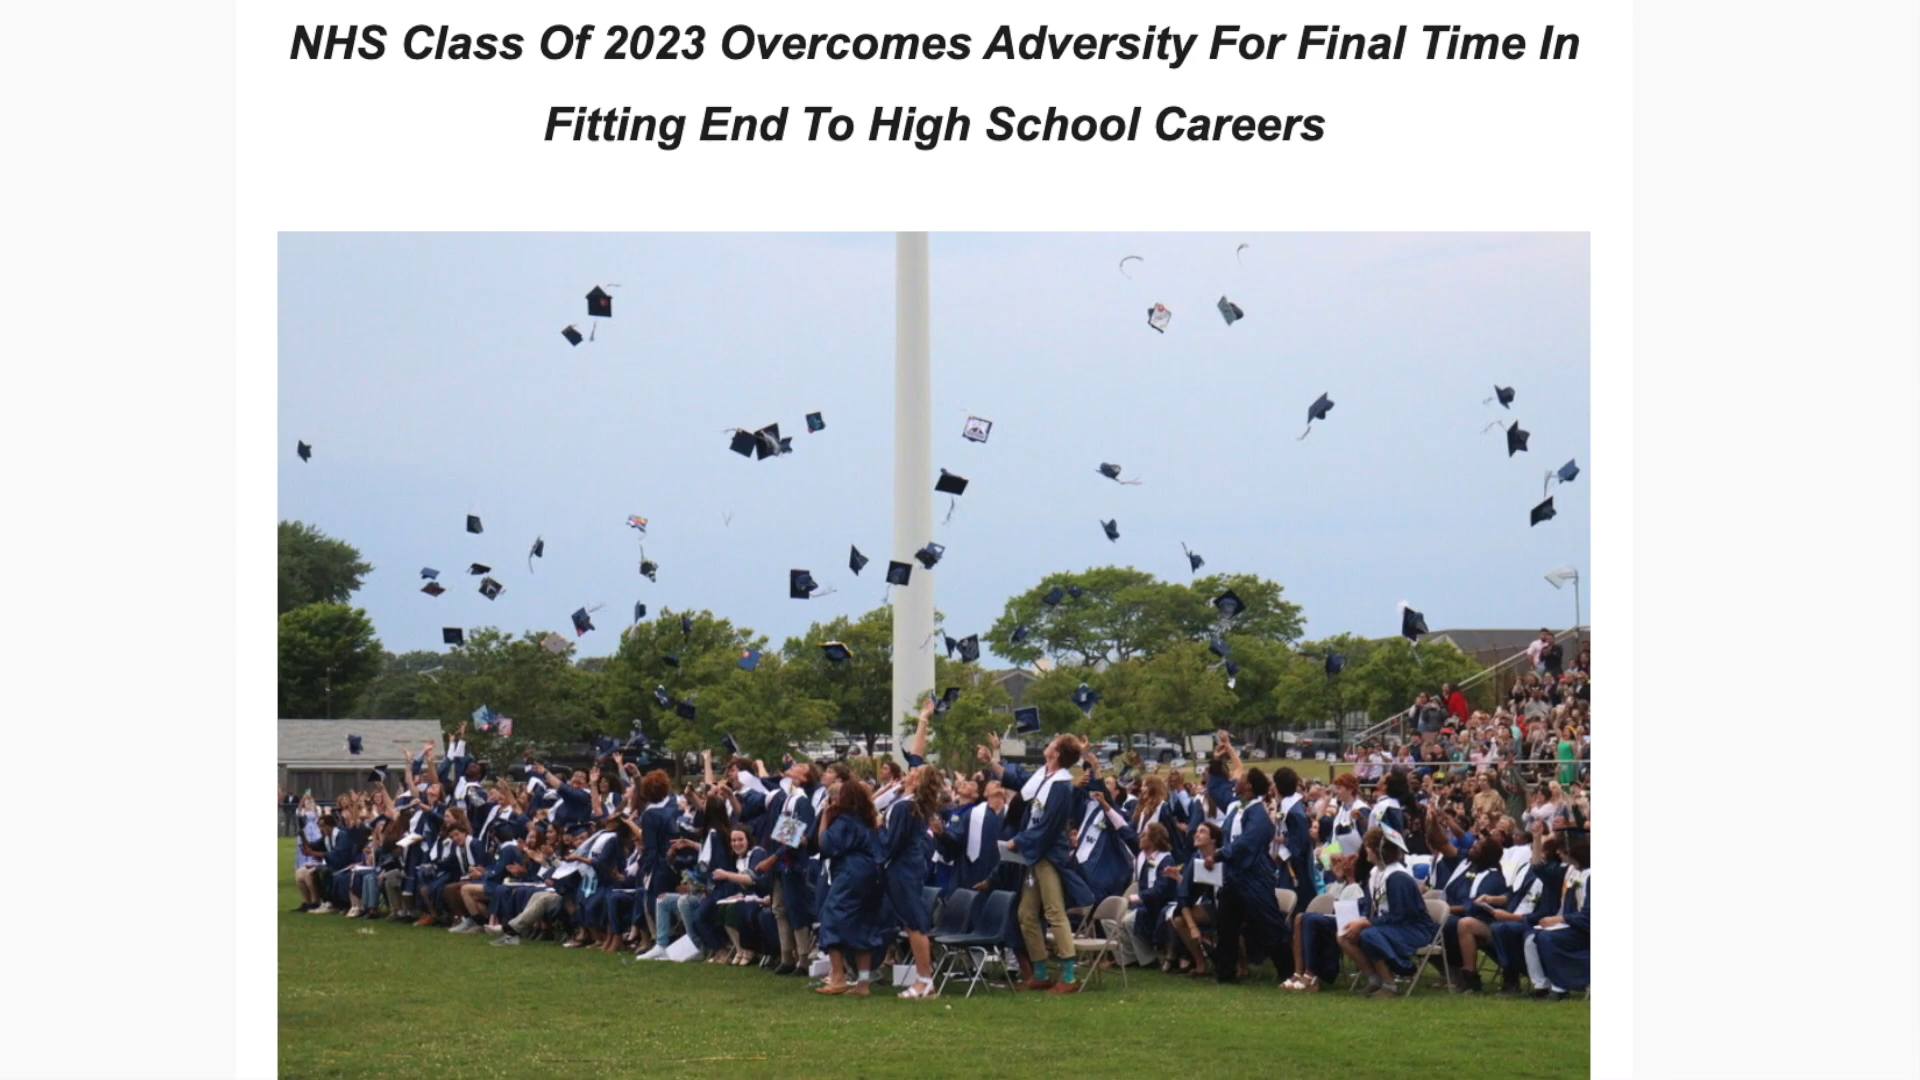 NHS Class Of 2023 Overcomes Adversity For Final Time In
Fitting End To High School Careers